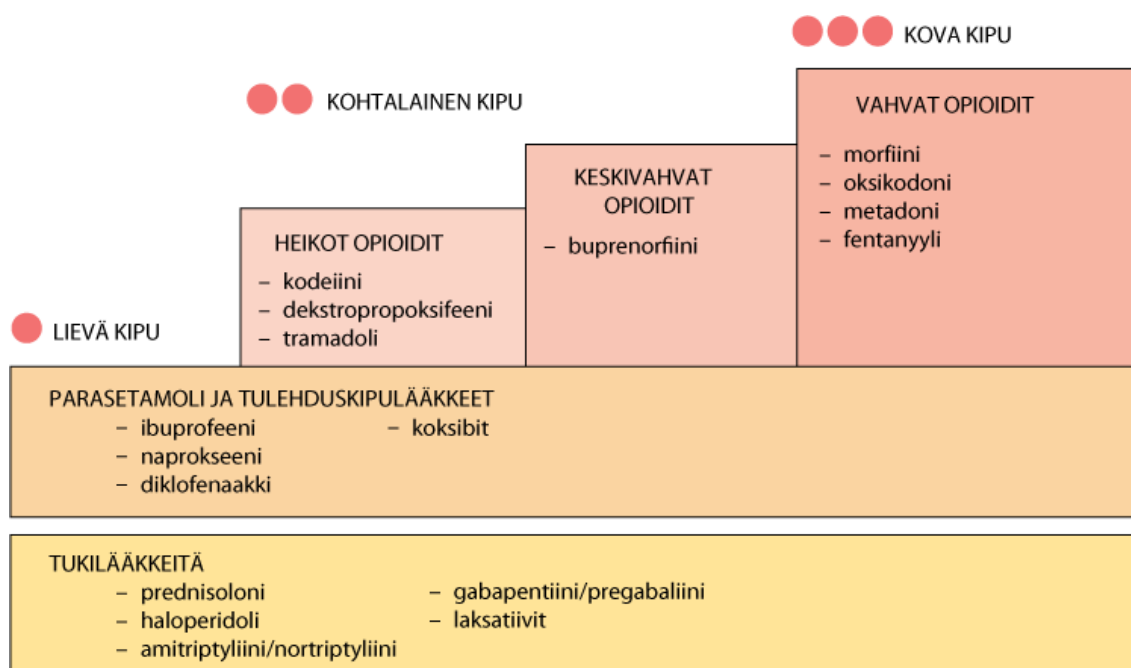 KOVA KIPU
KOHTALAINEN KIPU
LIEVÄ KIPU
VAHVAT OPIOIDIT
– morfiini
– oksikodoni
– metadoni
– fentanyyli
KESKIVAHVAT
OPIOIDIT
– buprenorfiini
HEIKOT OPIOIDIT
– kodeiini
– dekstropropoksifeeni
– tramadoli
PARASETAMOLI JA TULEHDUSKIPULÄÄKKEET
– ibuprofeeni
– naprokseeni
– diklofenaakki
– koksibit
TUKILÄÄKKEITÄ
– prednisoloni
– haloperidoli
– amitriptyliini/nortriptyliini
– gabapentiini/pregabaliini
– laksatiivit